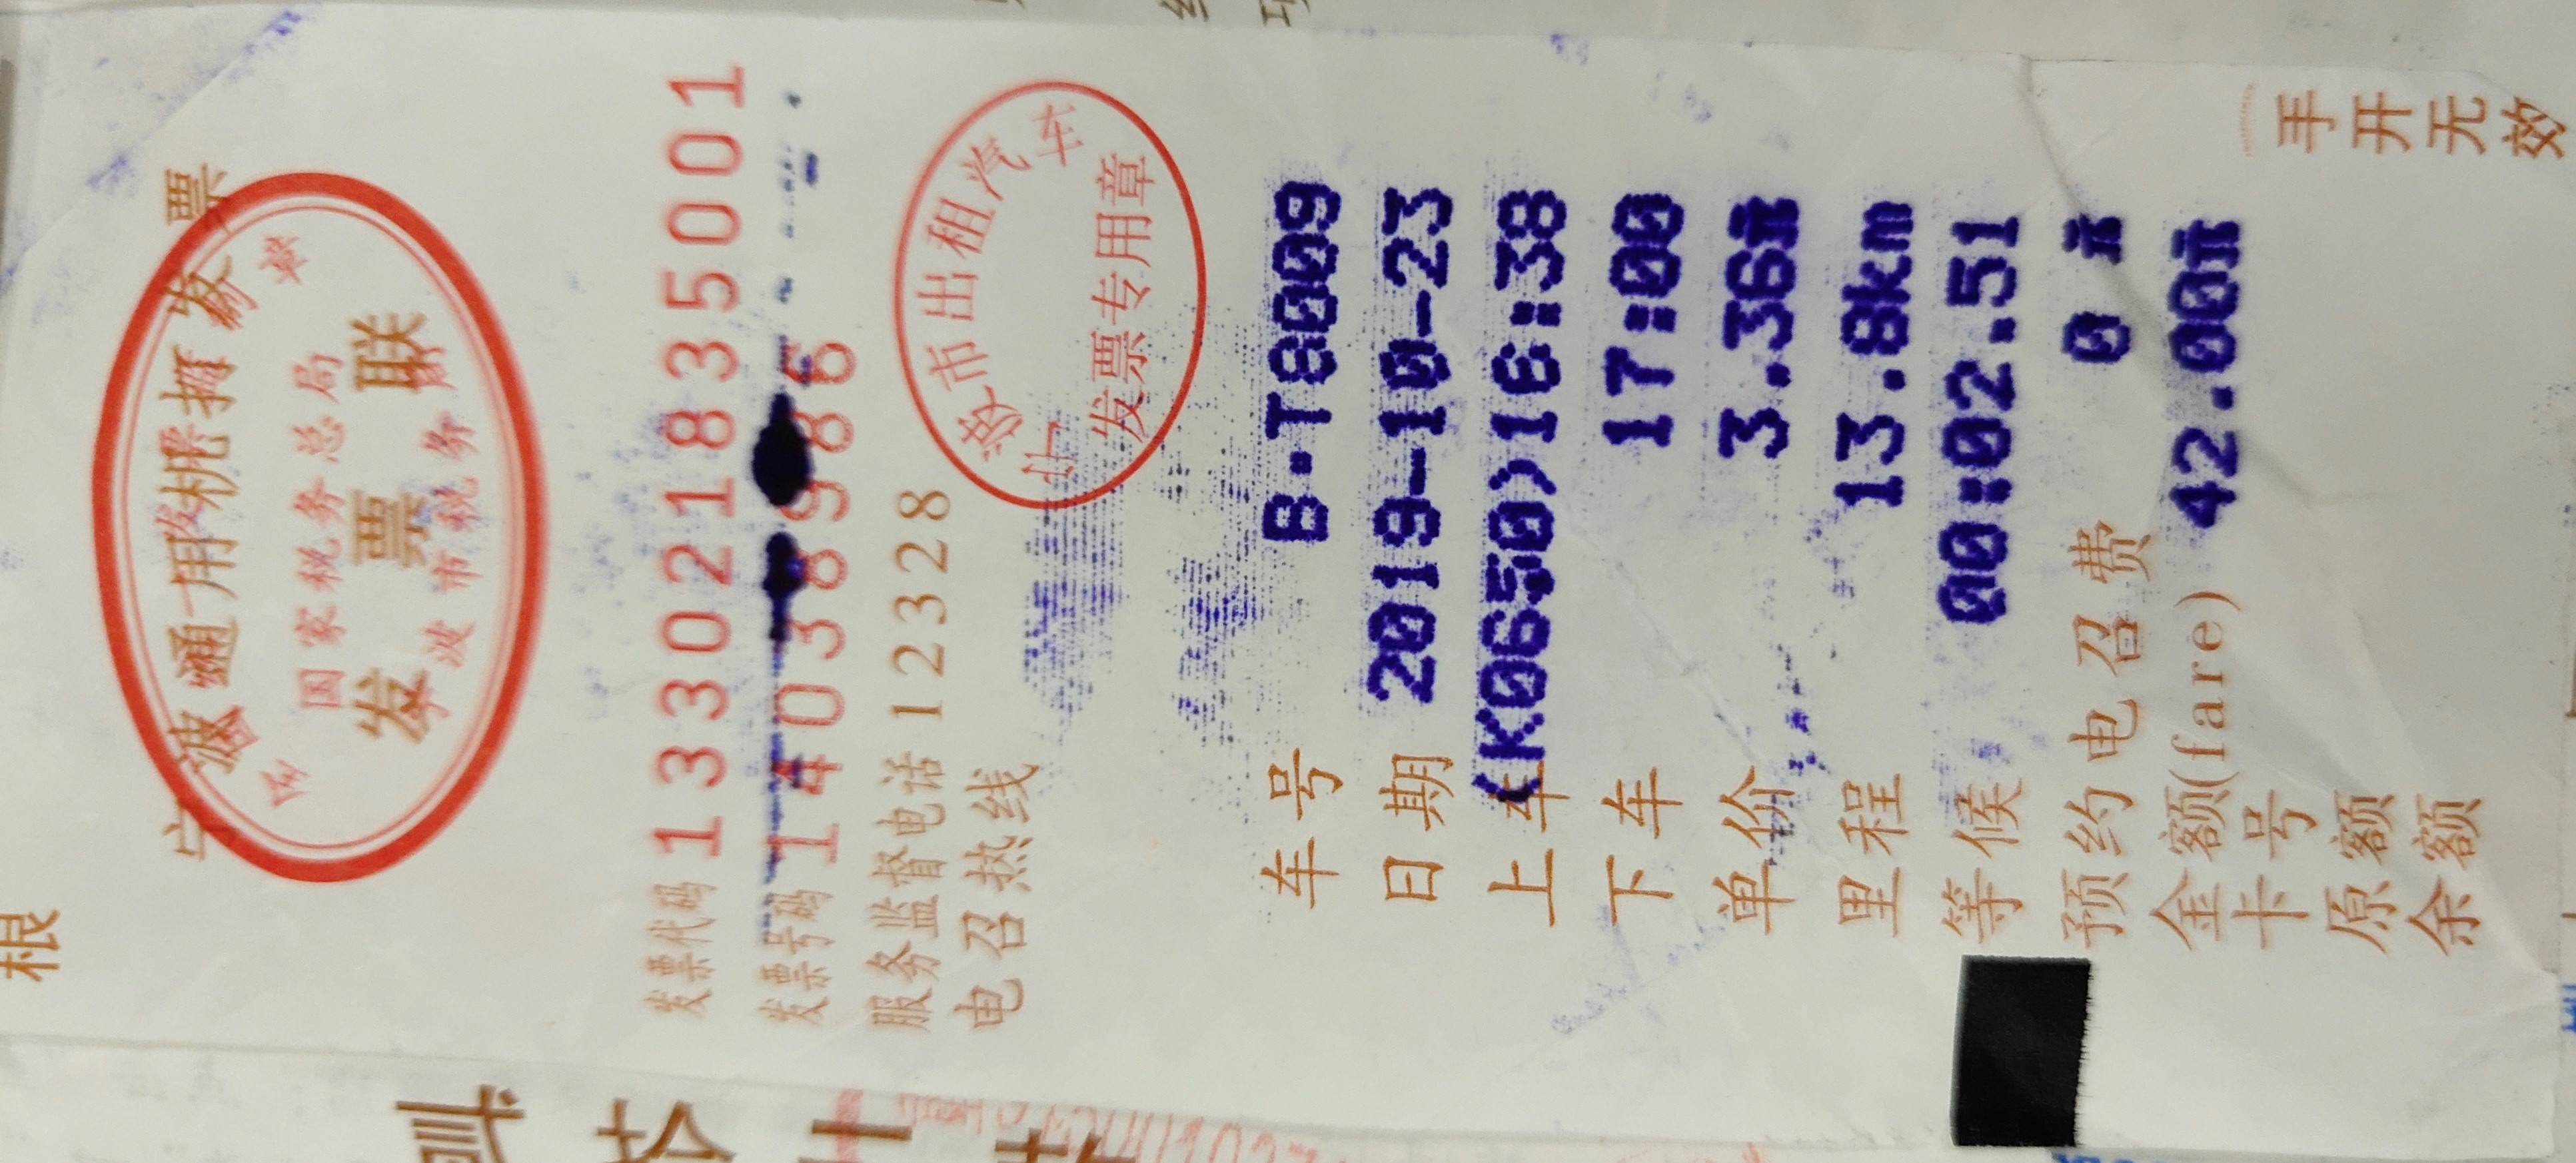 根
宁波通用机打发票
全国统一发票监制章
国家税务总局
发票联
宁波市税务局
发票代码 133021835001
发票号码 14038986
服务监督电话 12328
电召热线
宁波市出租汽车
发票专用章
车号 B·T8009
日期 2019-10-23
上车 (K0650)16:38
下车 17:00
单价 3.36元
里程 13.8km
等候 00:02.51
预约电召费 0 元
金额(fare) 42.00元
卡号
原额
余额
手开无效
贰拾一